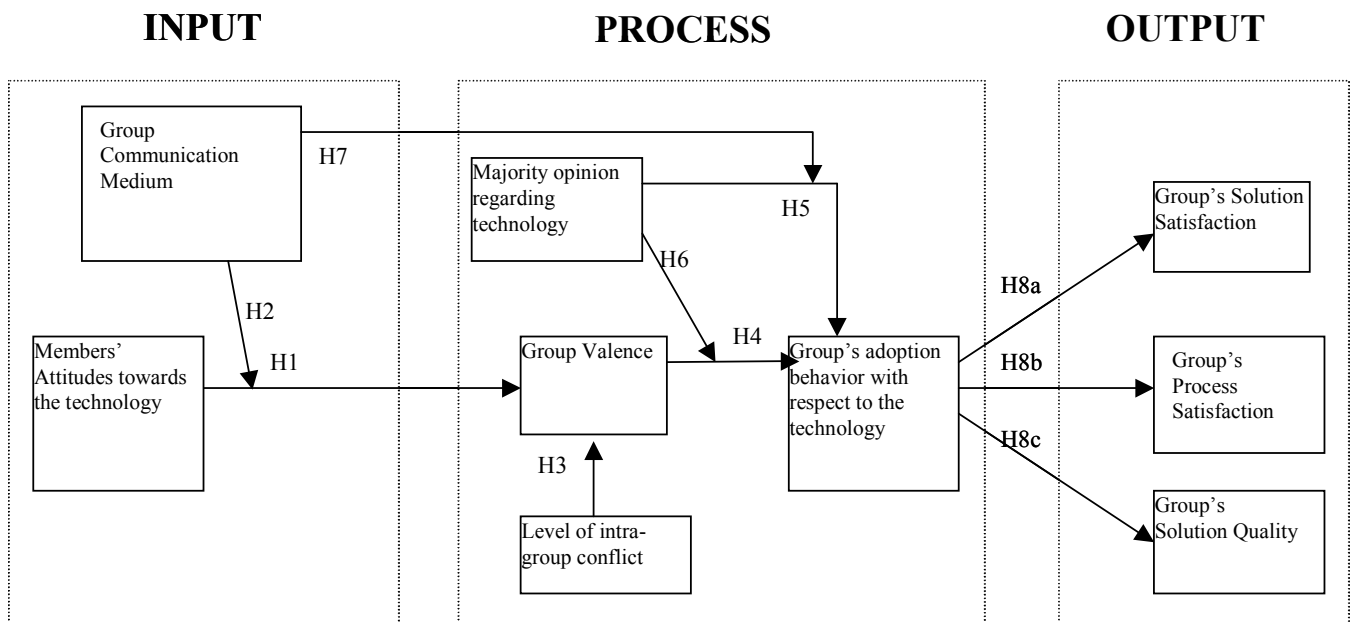 INPUT
PROCESS
OUTPUT
Group
Communication
Medium
H7
Majority opinion
regarding
technology
H5
H6
Group's Solution
Satisfaction
H2
H8a
Members'
Attitudes towards
the technology
H1
Group Valence
H4
Group's adoption
behavior with
respect to the
technology
H8b
Group's
Process
Satisfaction
H3
H8c
Level of intra-
group conflict
Group's
Solution Quality